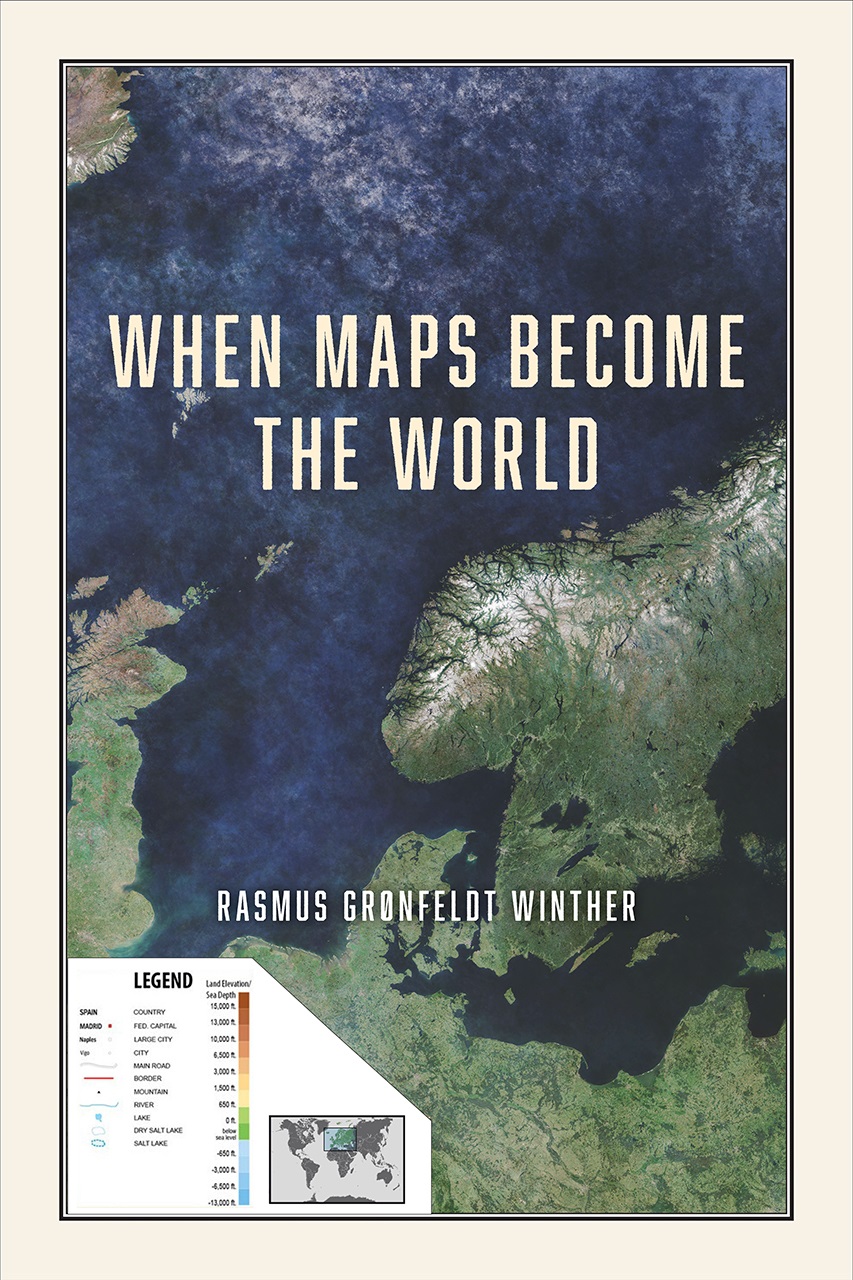 WHEN MAPS BECOME
THE WORLD
RASMUS GRØNFELDT WINTHER
LEGEND
SPAIN COUNTRY
MADRID FED. CAPITAL
Naples LARGE CITY
Vigo CITY
MAIN ROAD
BORDER
MOUNTAIN
RIVER
LAKE
DRY SALT LAKE
SALT LAKE
Land Elevation/
Sea Depth
15,000 ft.
13,000 ft.
10,000 ft.
6,500 ft.
3,000 ft.
1,500 ft.
650 ft.
0 ft.
below
sea level
-650 ft.
-3,000 ft.
-6,500 ft.
-13,000 ft.